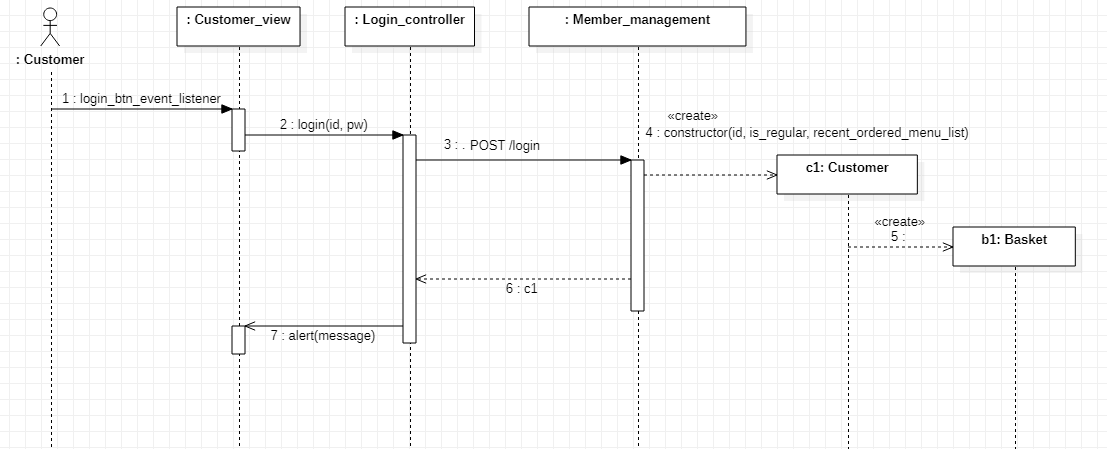 : Customer_view
: Login_controller
: Member_management
: Customer
1 : login_btn_event_listener
2 : login(id, pw)
3 : . POST /login
«create»
4 : constructor(id, is_regular, recent_ordered_menu_list)
c1: Customer
«create»
5 :
b1: Basket
6 : c1
7 : alert(message)